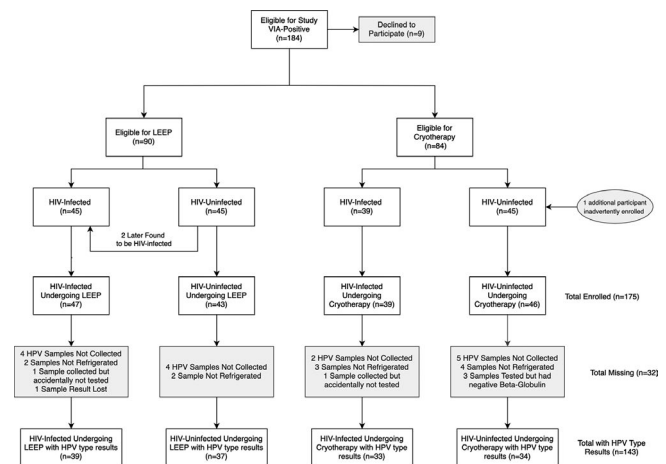 Eligible for Study
VIA-Positive
(n=184)
Declined to
Participate (n=9)
Eligible for LEEP
(n=90)
Eligible for
Cryotherapy
(n=84)
HIV-Infected
(n=45)
HIV-Uninfected
(n=45)
HIV-Infected
(n=39)
HIV-Uninfected
(n=45)
1 additional participant
inadvertently enrolled
2 Later Found
to be HIV-infected
HIV-Infected
Undergoing LEEP
(n=47)
HIV-Uninfected
Undergoing LEEP
(n=43)
HIV-Infected
Undergoing
Cryotherapy (n=39)
HIV-Uninfected
Undergoing
Cryotherapy (n=46)
Total Enrolled (n=175)
4 HPV Samples Not Collected
2 Samples Not Refrigerated
1 Sample collected but
accidentally not tested
1 Sample Result Lost
4 HPV Samples Not Collected
2 Sample Not Refrigerated
2 HPV Samples Not Collected
3 Samples Not Refrigerated
1 Sample collected but
accidentally not tested
5 HPV Samples Not Collected
4 Samples Not Refrigerated
3 Samples Tested but had
negative Beta-Globulin
Total Missing (n=32)
HIV-Infected Undergoing
LEEP with HPV type results
(n=39)
HIV-Uninfected Undergoing
LEEP with HPV type results
(n=37)
HIV-Infected Undergoing
Cryotherapy with HPV type
results (n=33)
HIV-Uninfected Undergoing
Cryotherapy with HPV type
results (n=34)
Total with HPV Type
Results (n=143)